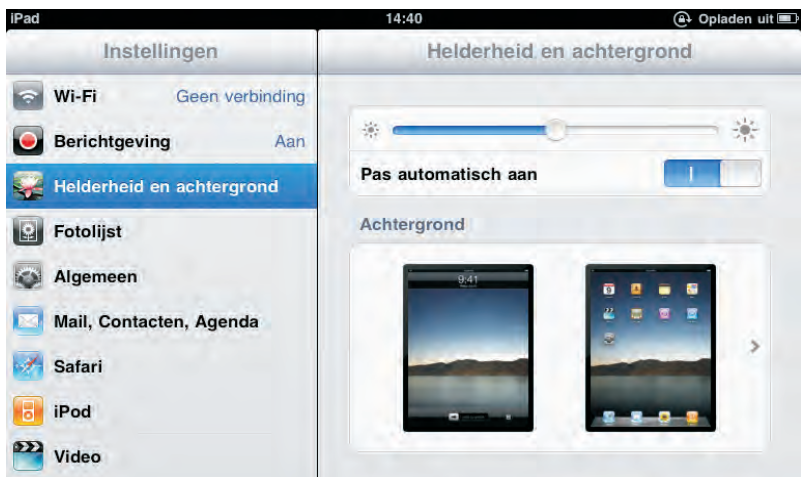 iPad 14:40 Opladen uit
Instellingen
Wi-Fi Geen verbinding
Berichtgeving Aan
Helderheid en achtergrond
Fotolijst
Algemeen
Mail, Contacten, Agenda
Safari
iPod
Video
Helderheid en achtergrond
Pas automatisch aan
Achtergrond
9:41
9